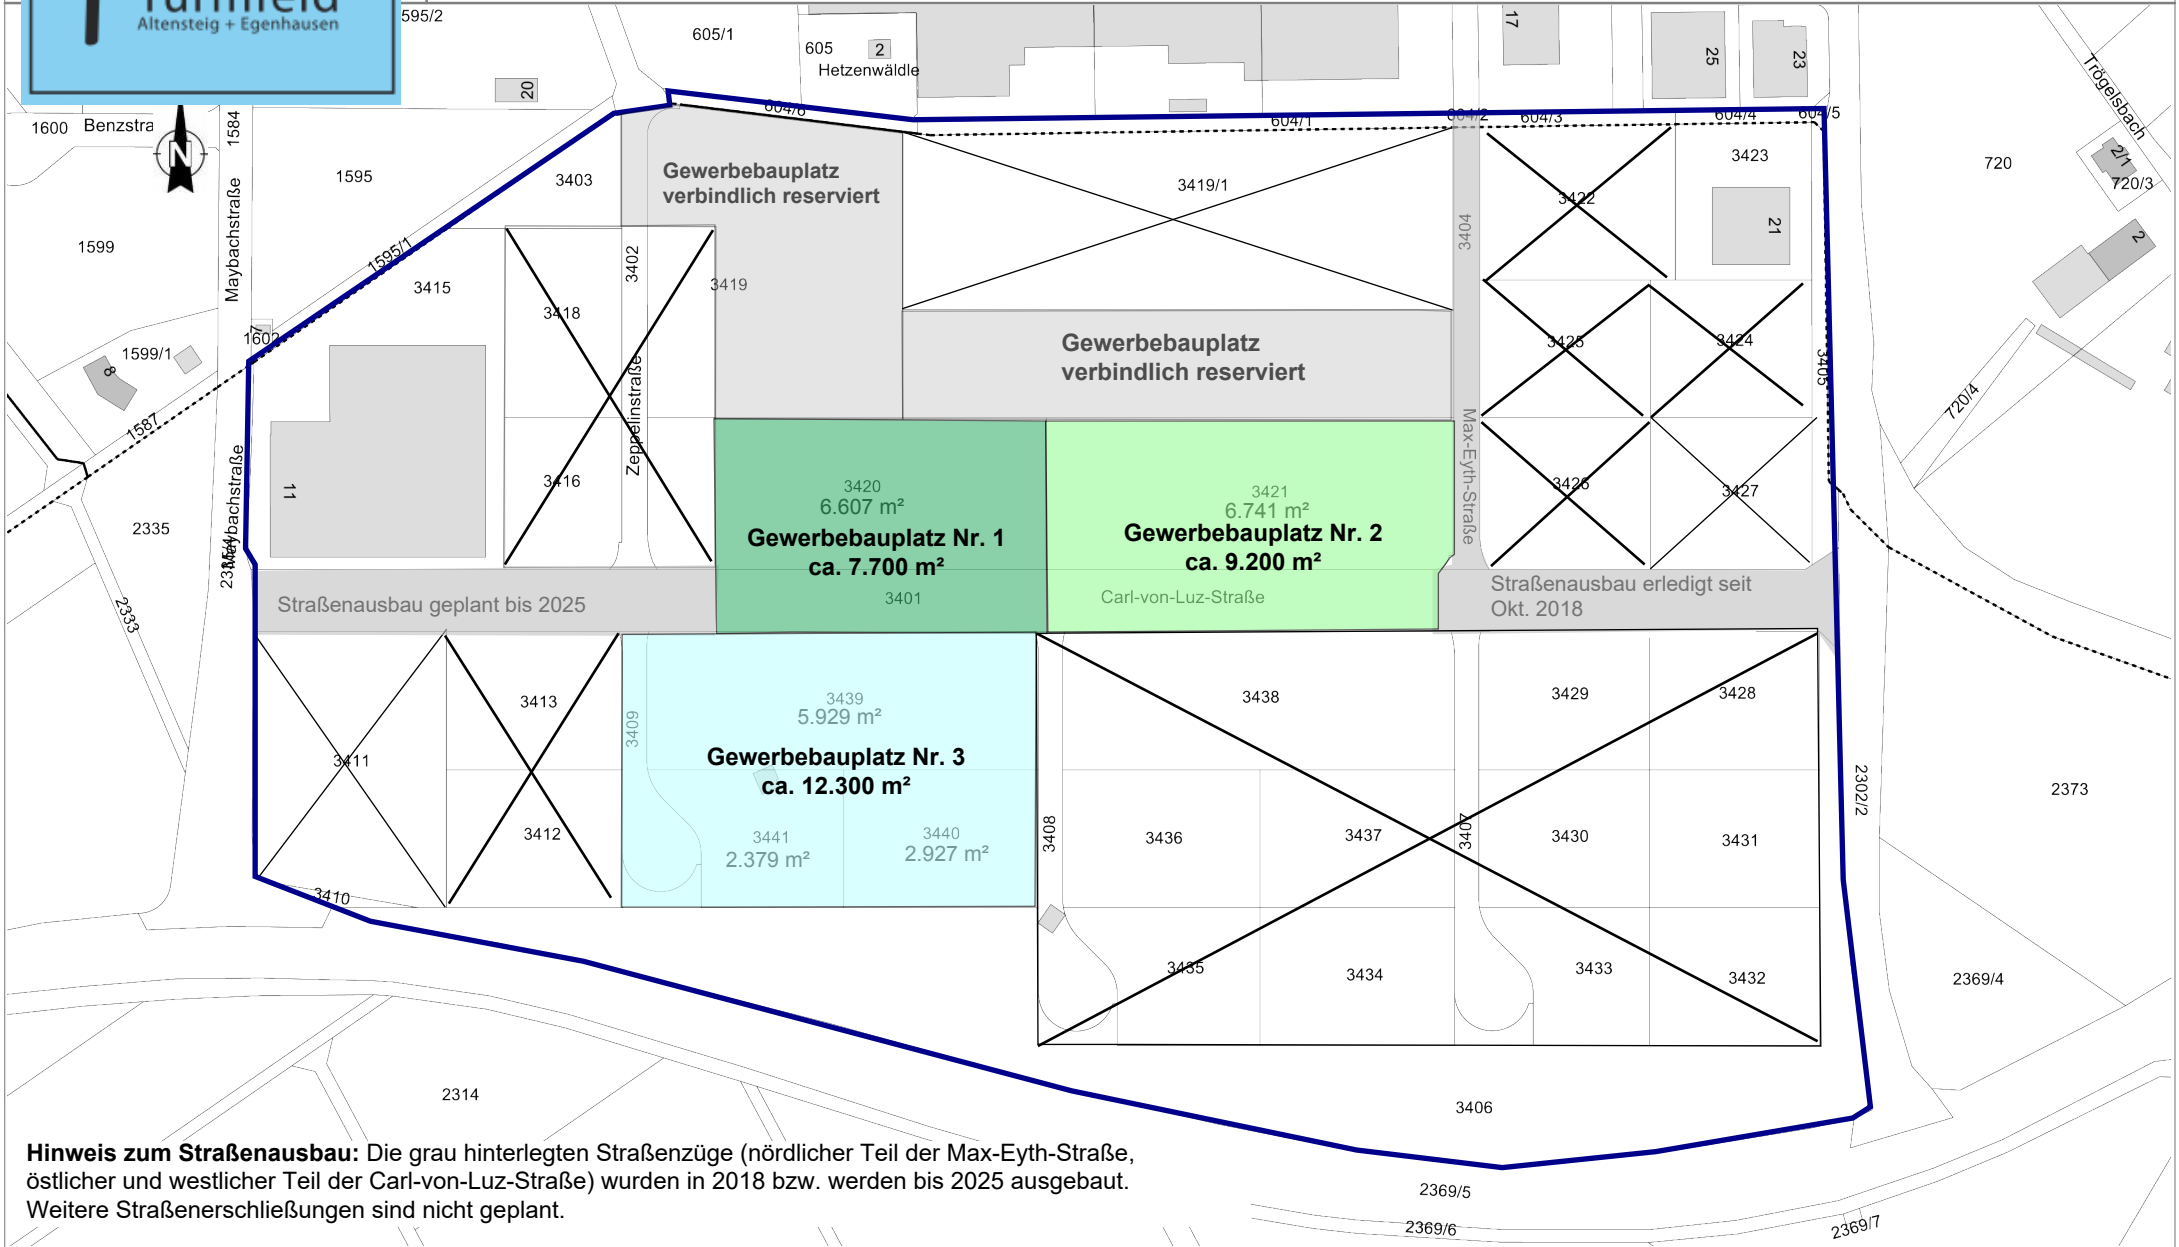 Turmfeld
Altensteig + Egenhausen
595/2
605/1
605
2
Hetzenwäldle
17
25
23
Trögelsbach
20
1600
Benzstra
1584
N
604/6
604/1
604/2
604/3
604/4
604/5
1595
3403
Gewerbebauplatz
verbindlich reserviert
3419/1
3422
3423
720
2/1
720/3
1599
Maybachstraße
1595/1
3415
3402
3419
3404
21
2
3418
7
1602
1599/1
8
Gewerbebauplatz
verbindlich reserviert
3425
3424
3405
1587
Zeppelinstraße
Max-Eyth-Straße
720/4
11
3416
Maybachstraße
3420
6.607 m²
Gewerbebauplatz Nr. 1
ca. 7.700 m²
3401
3421
6.741 m²
Gewerbebauplatz Nr. 2
ca. 9.200 m²
Carl-von-Luz-Straße
3426
3427
2335
2333
Straßenausbau geplant bis 2025
Straßenausbau erledigt seit
Okt. 2018
3413
3409
3439
5.929 m²
Gewerbebauplatz Nr. 3
ca. 12.300 m²
3438
3429
3428
3411
3412
3441
2.379 m²
3440
2.927 m²
3408
3436
3437
3407
3430
3431
2302/2
2373
3410
3435
3434
3433
3432
2369/4
2314
3406
Hinweis zum Straßenausbau: Die grau hinterlegten Straßenzüge (nördlicher Teil der Max-Eyth-Straße,
östlicher und westlicher Teil der Carl-von-Luz-Straße) wurden in 2018 bzw. werden bis 2025 ausgebaut.
Weitere Straßenerschließungen sind nicht geplant.
2369/5
2369/6
2369/7